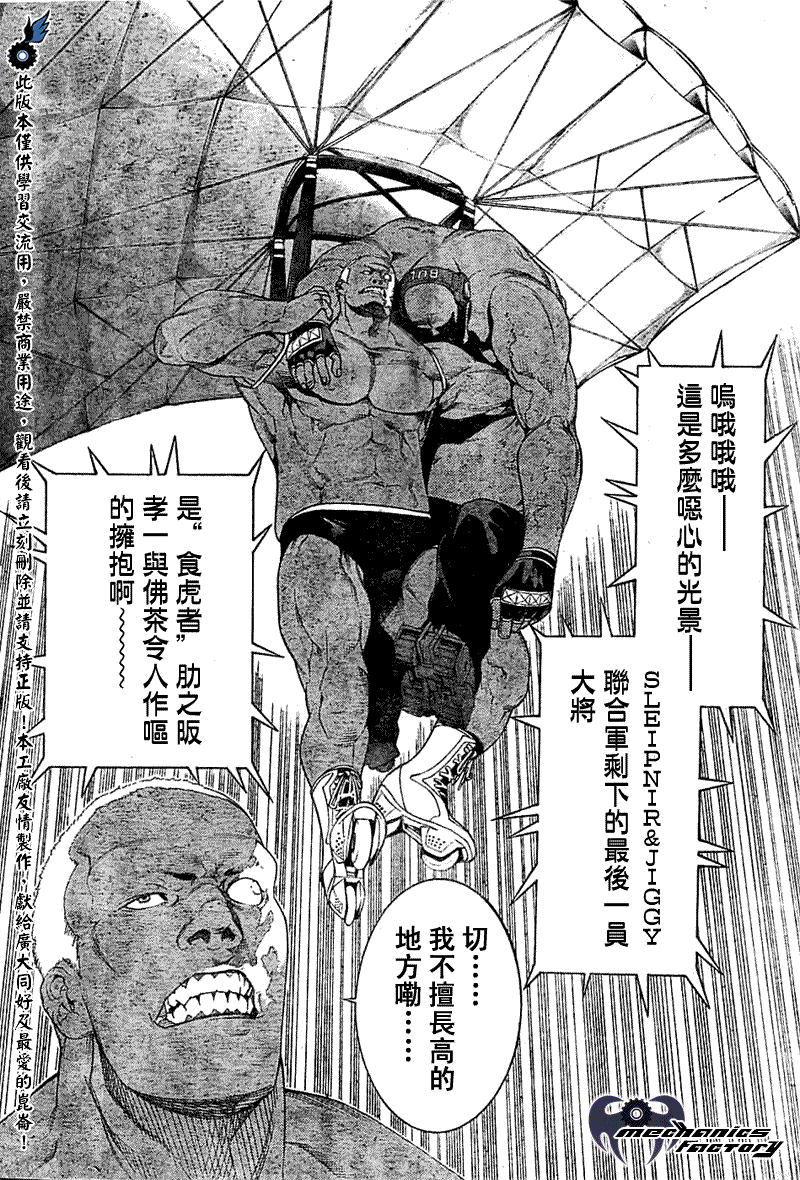 嗚哦哦哦——
這是多麼噁心的光景——
SLEIPNIR&JIGGY
聯合軍剩下的最後一員
大將
是“食虎者”肋之阪
孝一與佛茶令人作嘔
的擁抱啊~~~~~
切……
我不擅長高的
地方嘞……
此版本僅供學習交流用，嚴禁商業用途，觀看後請立刻刪除並請支持正版！本工廠友情製作，獻給廣大同好及最愛的崑崙！
BUL
mechanics
Factory